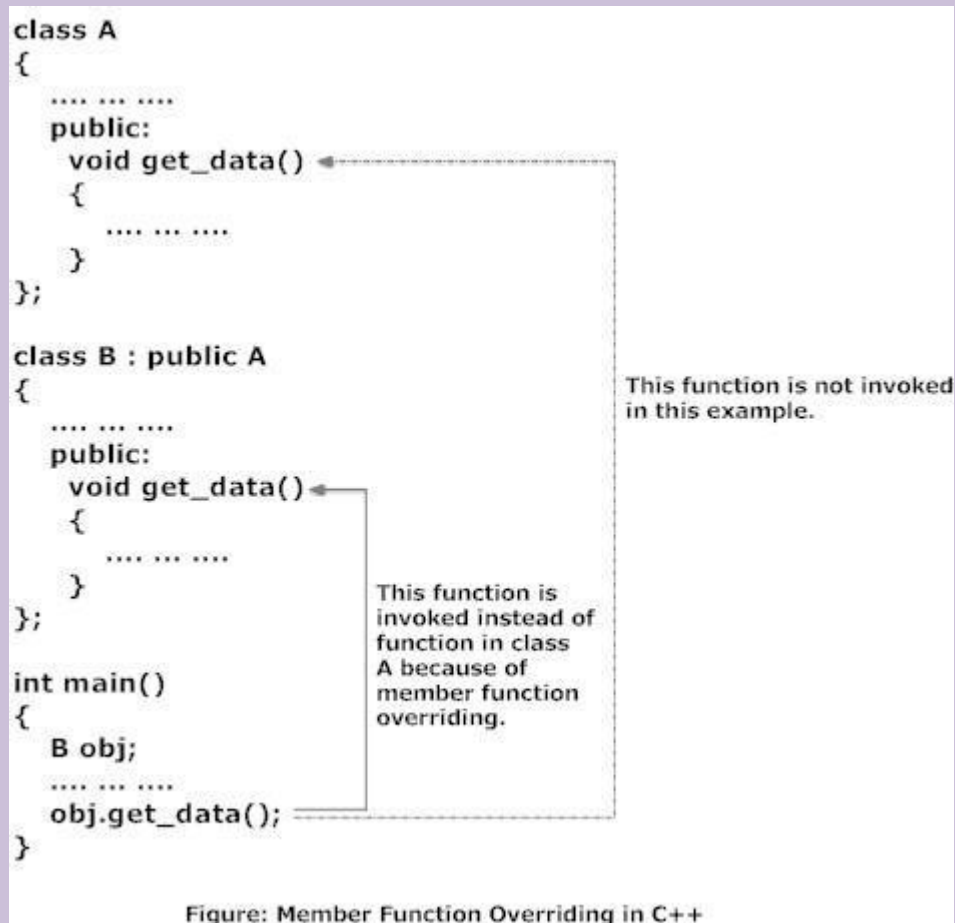 class A
{
.... ... ....
public:
void get_data()
{
.... ... ....
}
};
class B : public A
{
.... ... ....
public:
void get_data()
{
.... ... ....
}
};
int main()
{
B obj;
.... ... ....
obj.get_data();
}
This function is not invoked
in this example.
This function is
invoked instead of
function in class
A because of
member function
overriding.
Figure: Member Function Overriding in C++